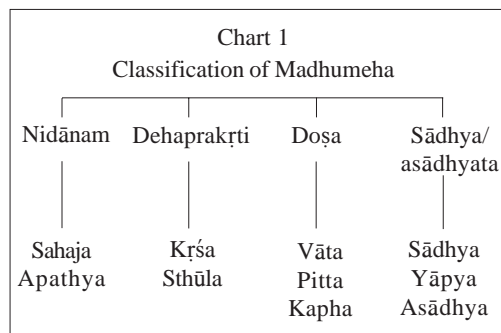 Chart 1
Classification of Madhumeha
Nidānam Dehaprakṛti Doṣa Sādhya/
asādhyata
Sahaja Kṛśa Vāta Sādhya
Apathya Sthūla Pitta Yāpya
Kapha Asādhya